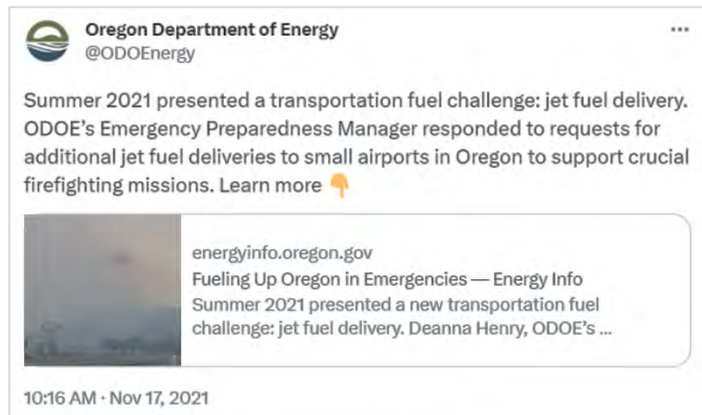 Oregon Department of Energy
@ODOEnergy
Summer 2021 presented a transportation fuel challenge: jet fuel delivery.
ODOE's Emergency Preparedness Manager responded to requests for
additional jet fuel deliveries to small airports in Oregon to support crucial
firefighting missions. Learn more 👇
energyinfo.oregon.gov
Fueling Up Oregon in Emergencies — Energy Info
Summer 2021 presented a new transportation fuel
challenge: jet fuel delivery. Deanna Henry, ODOE's ...
10:16 AM · Nov 17, 2021